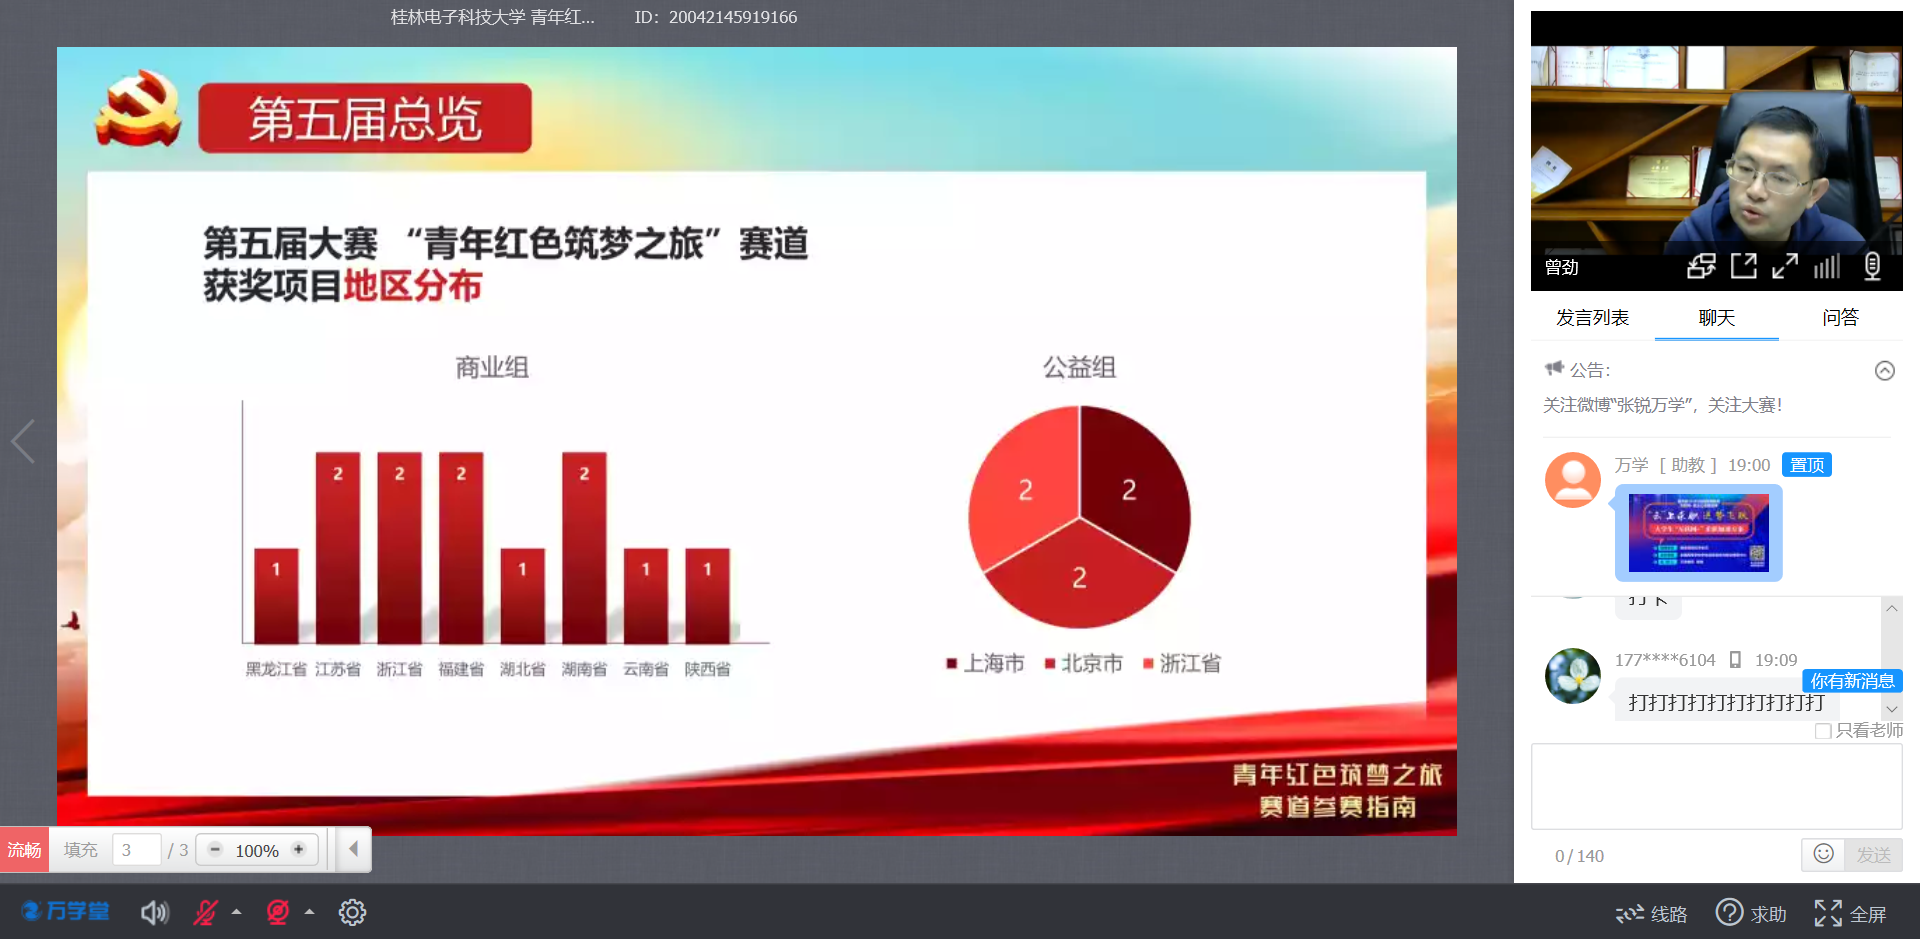 桂林电子科技大学 青年红...
ID：20042145919166
第五届总览
第五届大赛 “青年红色筑梦之旅” 赛道
获奖项目地区分布
商业组
1
2
2
2
1
2
1
1
黑龙江省 江苏省 浙江省 福建省 湖北省 湖南省 云南省 陕西省
公益组
2
2
2
上海市 北京市 浙江省
青年红色筑梦之旅
赛道参赛指南
曾劲
发言列表 聊天 问答
公告：
关注微博“张锐万学”，关注大赛！
万学 [ 助教 ] 19:00 置顶
打卡
177****6104 19:09
你有新消息
打打打打打打打打打打
只看老师
0 / 140
发送
流畅 填充 3 / 3 100%
万学堂
线路 求助 全屏